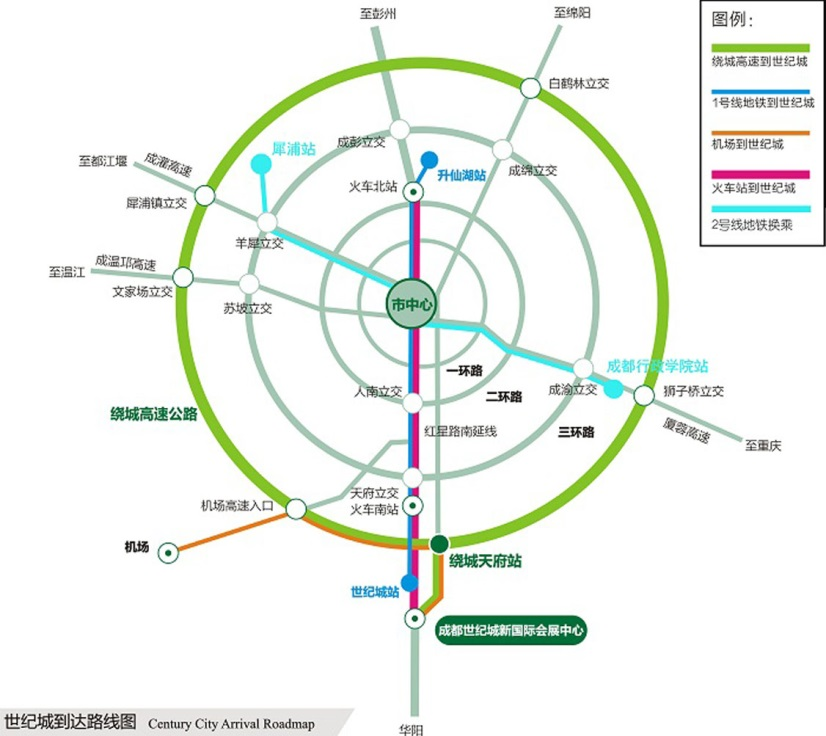 至彭州
至绵阳
图例：
绕城高速到世纪城
1号线地铁到世纪城
机场到世纪城
火车站到世纪城
2号线地铁换乘
白鹤林立交
成彭立交
成绵立交
犀浦站
升仙湖站
至都江堰
成灌高速
火车北站
犀浦镇立交
羊犀立交
至温江
成温邛高速
文家场立交
苏坡立交
市中心
一环路
二环路
三环路
成都行政学院站
成渝立交
狮子桥立交
厦蓉高速
至重庆
人南立交
绕城高速公路
红星路南延线
天府立交
火车南站
机场高速入口
机场
绕城天府站
世纪城站
成都世纪城新国际会展中心
世纪城到达路线图 Century City Arrival Roadmap
华阳